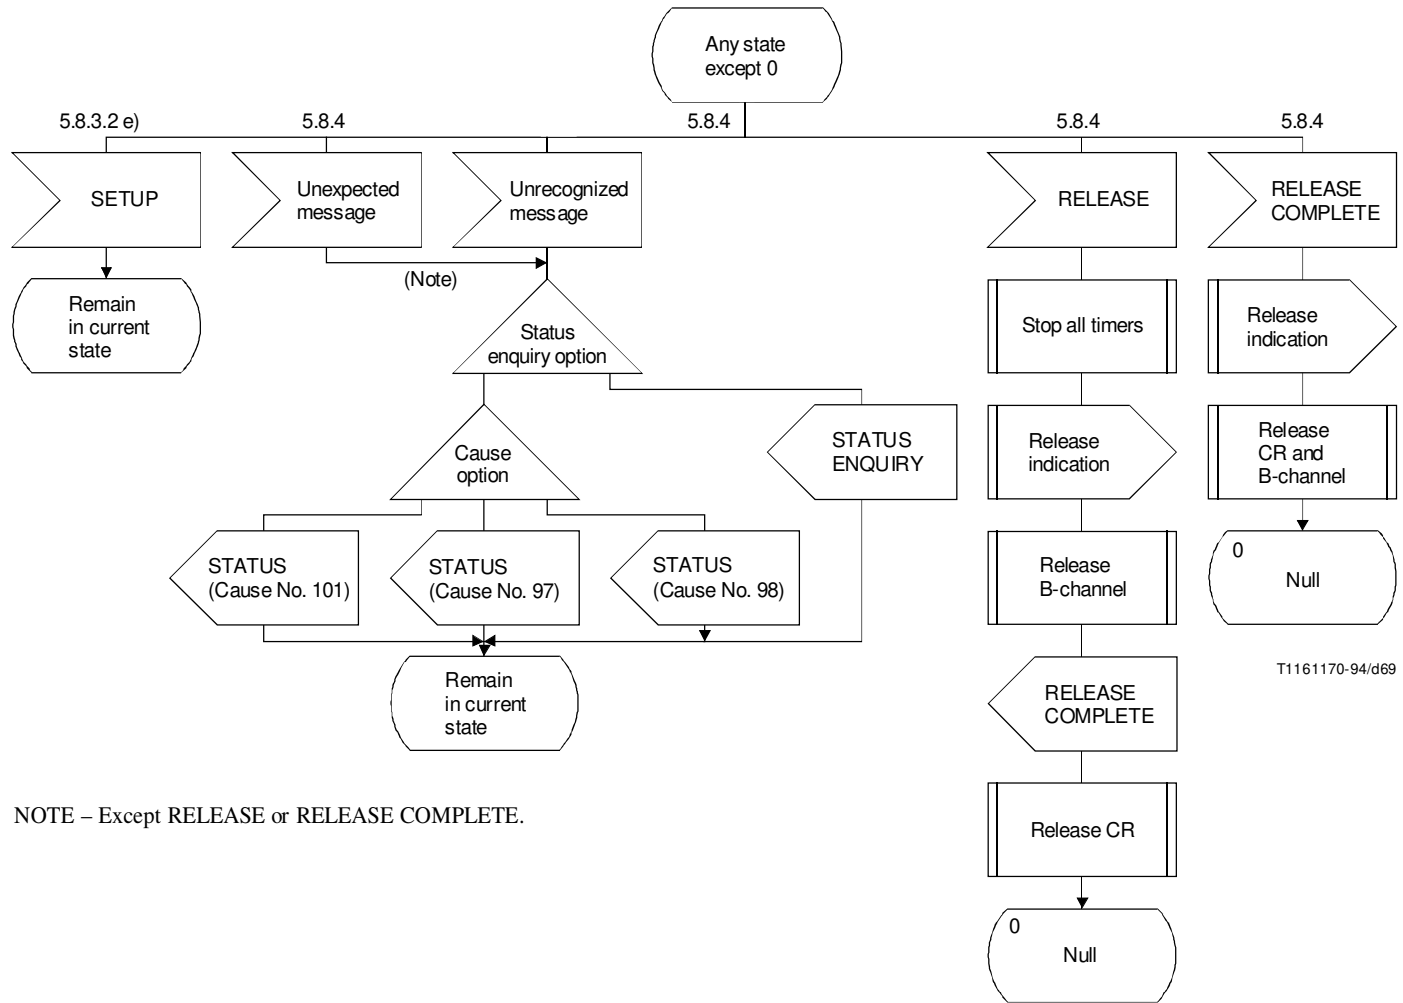 Any state
except 0
5.8.3.2 e)
5.8.4
5.8.4
5.8.4
5.8.4
SETUP
Unexpected
message
Unrecognized
message
RELEASE
RELEASE
COMPLETE
(Note)
Remain
in current
state
Status
enquiry option
Stop all timers
Release
indication
Cause
option
STATUS
ENQUIRY
Release
indication
Release
CR and
B-channel
STATUS
(Cause No. 101)
STATUS
(Cause No. 97)
STATUS
(Cause No. 98)
Release
B-channel
0
Null
Remain
in current
state
RELEASE
COMPLETE
T1161170-94/d69
NOTE – Except RELEASE or RELEASE COMPLETE.
Release CR
0
Null